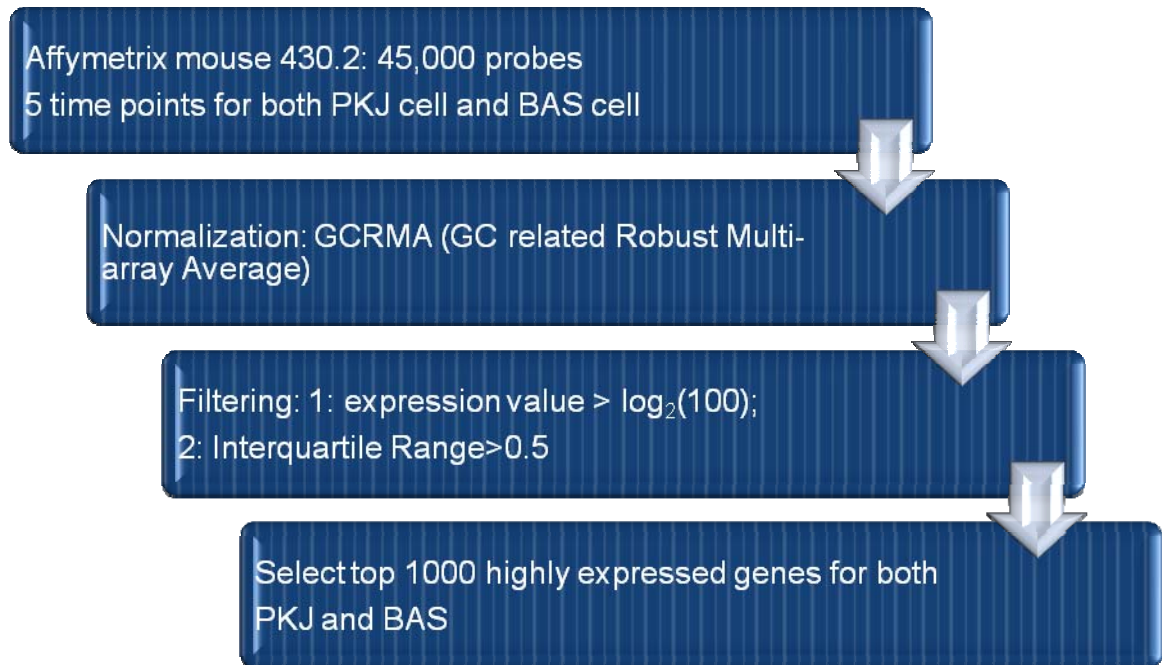 Affymetrix mouse 430.2: 45,000 probes
5 time points for both PKJ cell and BAS cell
Normalization: GCRMA (GC related Robust Multi-
array Average)
Filtering: 1: expression value > log₂(100);
2: Interquartile Range>0.5
Select top 1000 highly expressed genes for both
PKJ and BAS